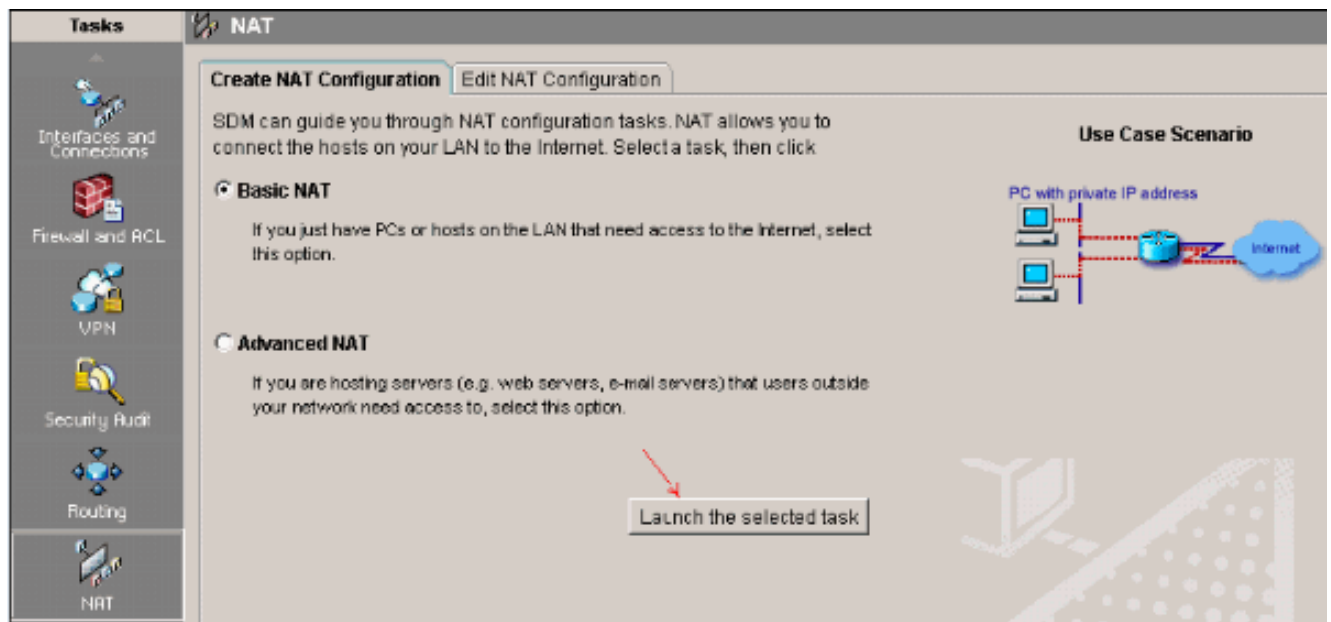 Tasks
Interfaces and
Connections
Firewall and ACL
VPN
Security Audit
Routing
NAT
NAT
Create NAT Configuration
Edit NAT Configuration
SDM can guide you through NAT configuration tasks. NAT allows you to
connect the hosts on your LAN to the Internet. Select a task, then click
Basic NAT
If you just have PCs or hosts on the LAN that need access to the Internet, select
this option.
Advanced NAT
If you are hosting servers (e.g. web servers, e-mail servers) that users outside
your network need access to, select this option.
Launch the selected task
Use Case Scenario
PC with private IP address
Internet